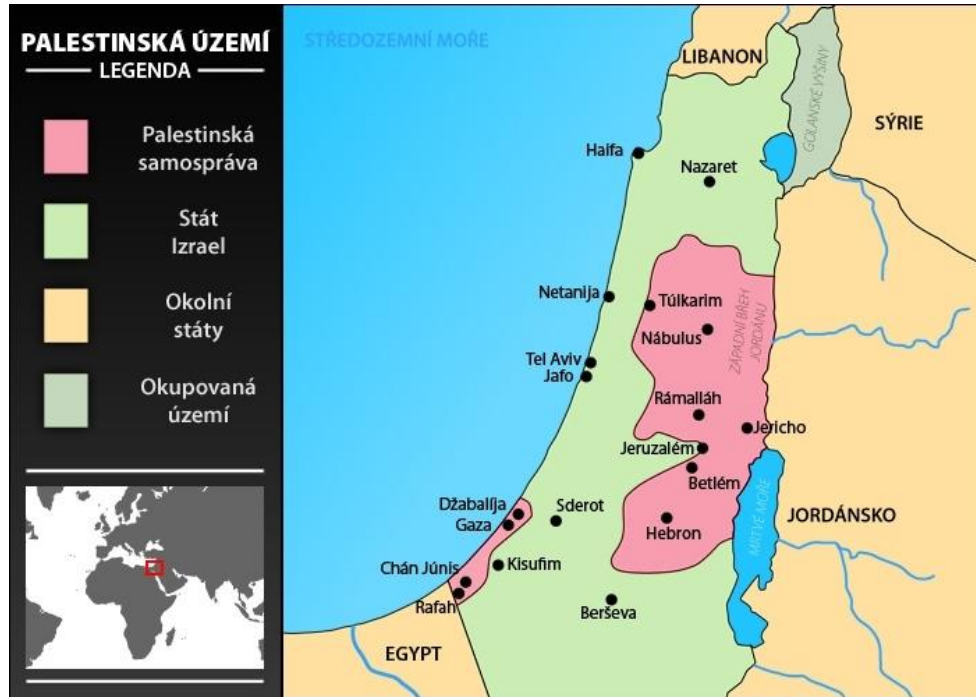 PALESTINSKÁ ÚZEMÍ
LEGENDA
Palestinská
samospráva
Stát
Izrael
Okolní
státy
Okupovaná
území
STŘEDOZEMNÍ MOŘE
LIBANON
GOLANSKÉ VÝŠINY
SÝRIE
Haifa
Nazaret
Netanija
Túlkarim
Nábulus
ZÁPADNÍ BŘEH
JORDÁNU
Tel Aviv
Jafo
Rámalláh
Jericho
Jeruzalém
Betlém
Džabalíja
Gaza
Sderot
Hebron
MRTVÉ MOŘE
JORDÁNSKO
Chán Júnis
Kisufim
Rafah
Berševa
EGYPT